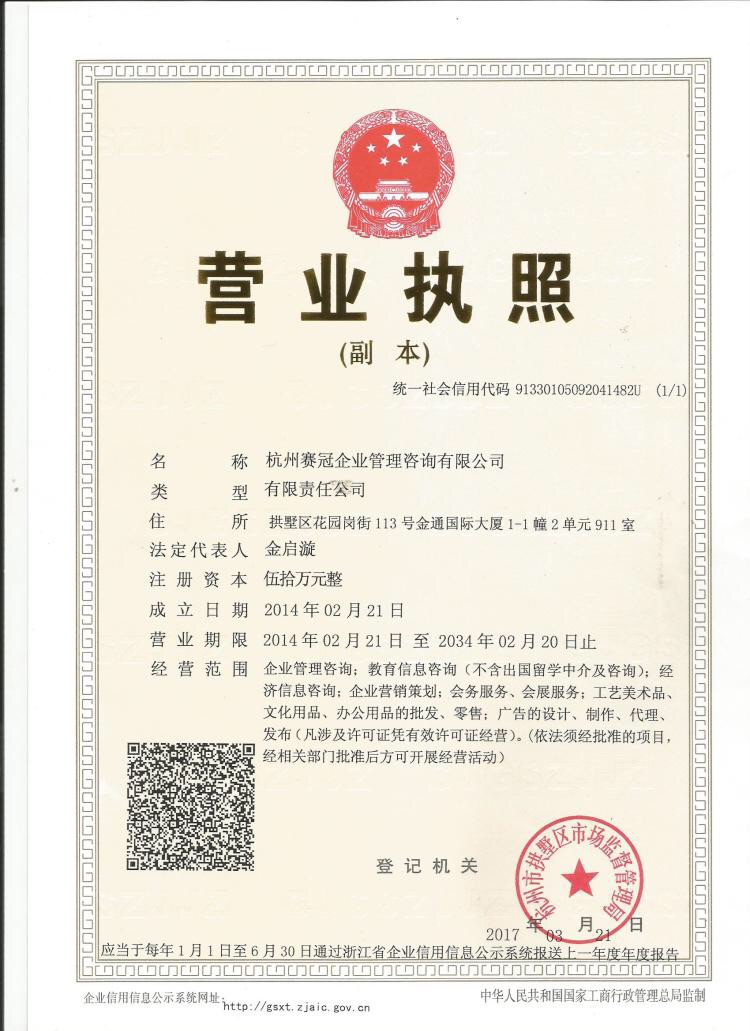 营业执照
(副 本)
统一社会信用代码 91330105092041482U (1/1)
名 称 杭州赛冠企业管理咨询有限公司
类 型 有限责任公司
住 所 拱墅区花园岗街113号金通国际大厦1-1幢2单元911室
法定代表人 金启漩
注册资本 伍拾万元整
成立日期 2014年02月21日
营业期限 2014年02月21日 至 2034年02月20日止
经营范围 企业管理咨询；教育信息咨询（不含出国留学中介及咨询）；经
济信息咨询；企业营销策划；会务服务、会展服务；工艺美术品、
文化用品、办公用品的批发、零售；广告的设计、制作、代理、
发布（凡涉及许可证凭有效许可证经营）。（依法须经批准的项目，
经相关部门批准后方可开展经营活动）
杭州市拱墅区市场监督管理局
登记机关
2017 年 03 月 21 日
应当于每年1月1日至6月30日通过浙江省企业信用信息公示系统报送上一年度年度报告
企业信用信息公示系统网址：http://gsxt.zjaic.gov.cn
中华人民共和国国家工商行政管理总局监制